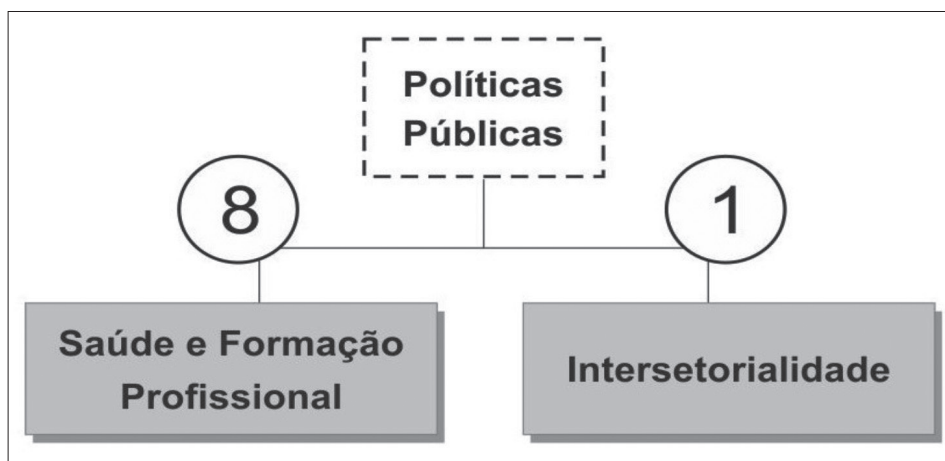 Políticas
Públicas
8
1
Saúde e Formação
Profissional
Intersetorialidade